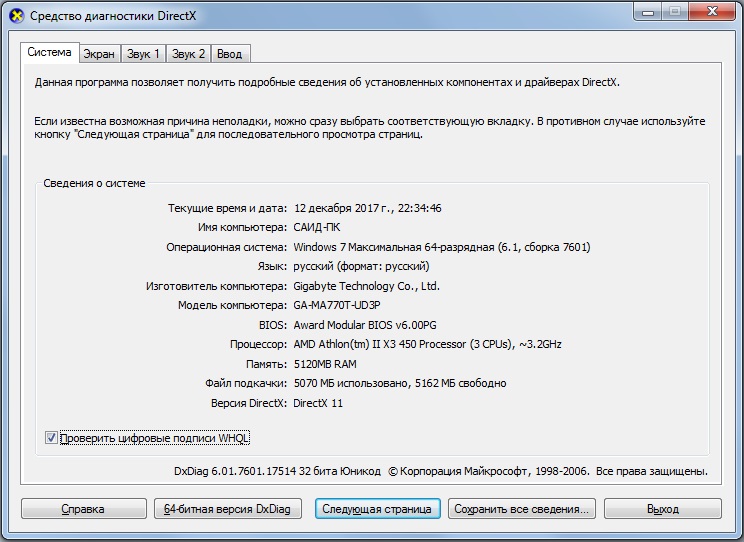 Средство диагностики DirectX
Система Экран Звук 1 Звук 2 Ввод
Данная программа позволяет получить подробные сведения об установленных компонентах и драйверах DirectX.
Если известна возможная причина неполадки, можно сразу выбрать соответствующую вкладку. В противном случае используйте
кнопку "Следующая страница" для последовательного просмотра страниц.
Сведения о системе
Текущие время и дата: 12 декабря 2017 г., 22:34:46
Имя компьютера: САИД-ПК
Операционная система: Windows 7 Максимальная 64-разрядная (6.1, сборка 7601)
Язык: русский (формат: русский)
Изготовитель компьютера: Gigabyte Technology Co., Ltd.
Модель компьютера: GA-MA770T-UD3P
BIOS: Award Modular BIOS v6.00PG
Процессор: AMD Athlon(tm) II X3 450 Processor (3 CPUs), ~3.2GHz
Память: 5120MB RAM
Файл подкачки: 5070 МБ использовано, 5162 МБ свободно
Версия DirectX: DirectX 11
Проверить цифровые подписи WHQL
DxDiag 6.01.7601.17514 32 бита Юникод © Корпорация Майкрософт, 1998-2006. Все права защищены.
Справка 64-битная версия DxDiag Следующая страница Сохранить все сведения... Выход